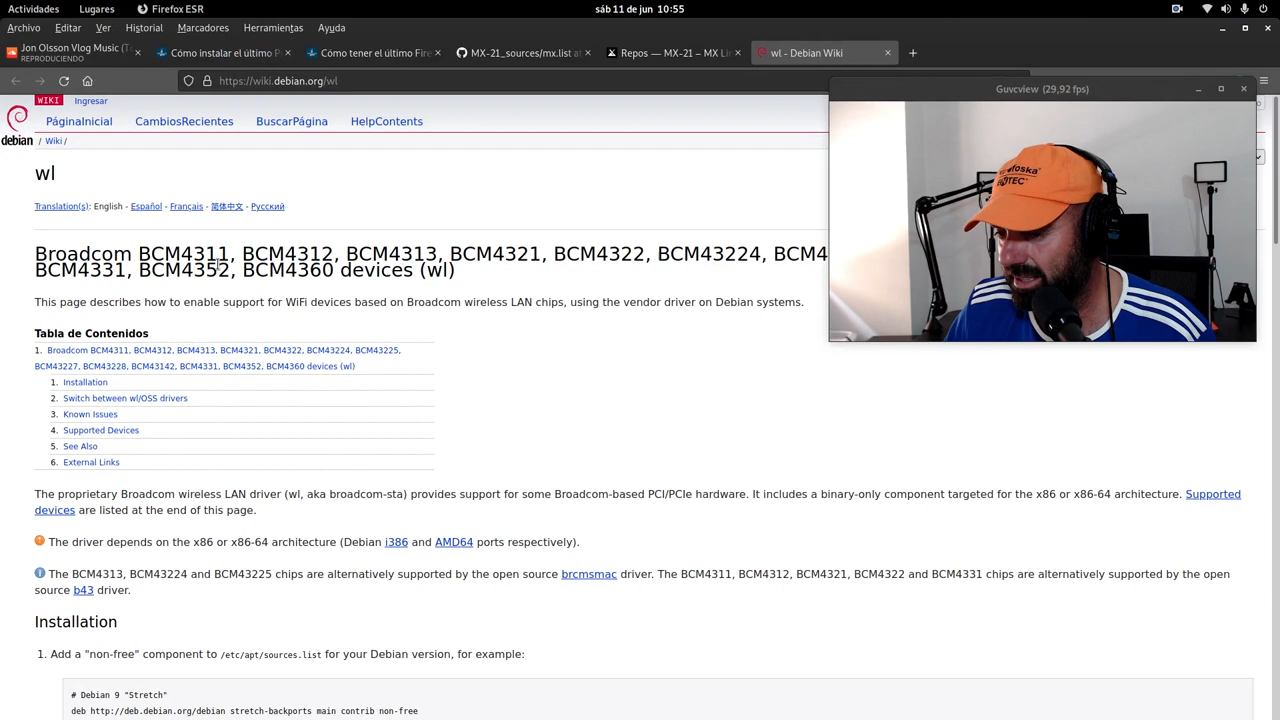 Actividades Lugares Firefox ESR sáb 11 de jun 10:55
Archivo Editar Ver Historial Marcadores Herramientas Ayuda
Jon Olsson Vlog Music (T
REPRODUCIENDO
Cómo instalar el último P
Cómo tener el último Fire
MX-21_sources/mx.list at
Repos — MX-21 — MX Lin
wl - Debian Wiki
https://wiki.debian.org/wl
Guvcview (29,92 fps)
WIKI Ingresar
PáginaInicial CambiosRecientes BuscarPágina HelpContents
debian / Wiki /
wl
Translation(s): English - Español - Français - 简体中文 - Русский
Broadcom BCM4311, BCM4312, BCM4313, BCM4321, BCM4322, BCM43224, BCM4
BCM4331, BCM4352, BCM4360 devices (wl)
This page describes how to enable support for WiFi devices based on Broadcom wireless LAN chips, using the vendor driver on Debian systems.
Tabla de Contenidos
1. Broadcom BCM4311, BCM4312, BCM4313, BCM4321, BCM4322, BCM43224, BCM43225,
BCM43227, BCM43228, BCM43142, BCM4331, BCM4352, BCM4360 devices (wl)
1. Installation
2. Switch between wl/OSS drivers
3. Known Issues
4. Supported Devices
5. See Also
6. External Links
The proprietary Broadcom wireless LAN driver (wl, aka broadcom-sta) provides support for some Broadcom-based PCI/PCIe hardware. It includes a binary-only component targeted for the x86 or x86-64 architecture. Supported
devices are listed at the end of this page.
The driver depends on the x86 or x86-64 architecture (Debian i386 and AMD64 ports respectively).
The BCM4313, BCM43224 and BCM43225 chips are alternatively supported by the open source brcmsmac driver. The BCM4311, BCM4312, BCM4321, BCM4322 and BCM4331 chips are alternatively supported by the open
source b43 driver.
Installation
1. Add a "non-free" component to /etc/apt/sources.list for your Debian version, for example:
# Debian 9 "Stretch"
deb http://deb.debian.org/debian stretch-backports main contrib non-free